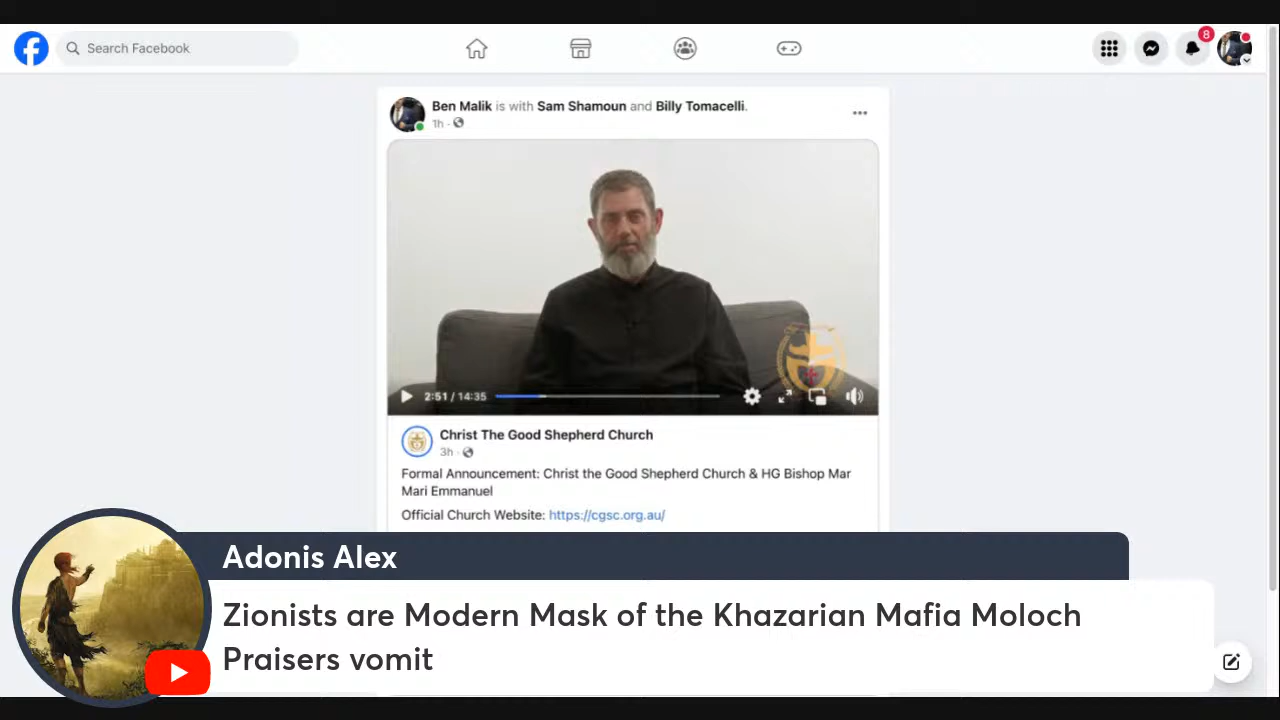 Search Facebook
8
Ben Malik is with Sam Shamoun and Billy Tomacelli.
1h ·
2:51 / 14:35
Christ The Good Shepherd Church
3h ·
Formal Announcement: Christ the Good Shepherd Church & HG Bishop Mar
Mari Emmanuel
Official Church Website: https://cgsc.org.au/
Adonis Alex
Zionists are Modern Mask of the Khazarian Mafia Moloch
Praisers vomit